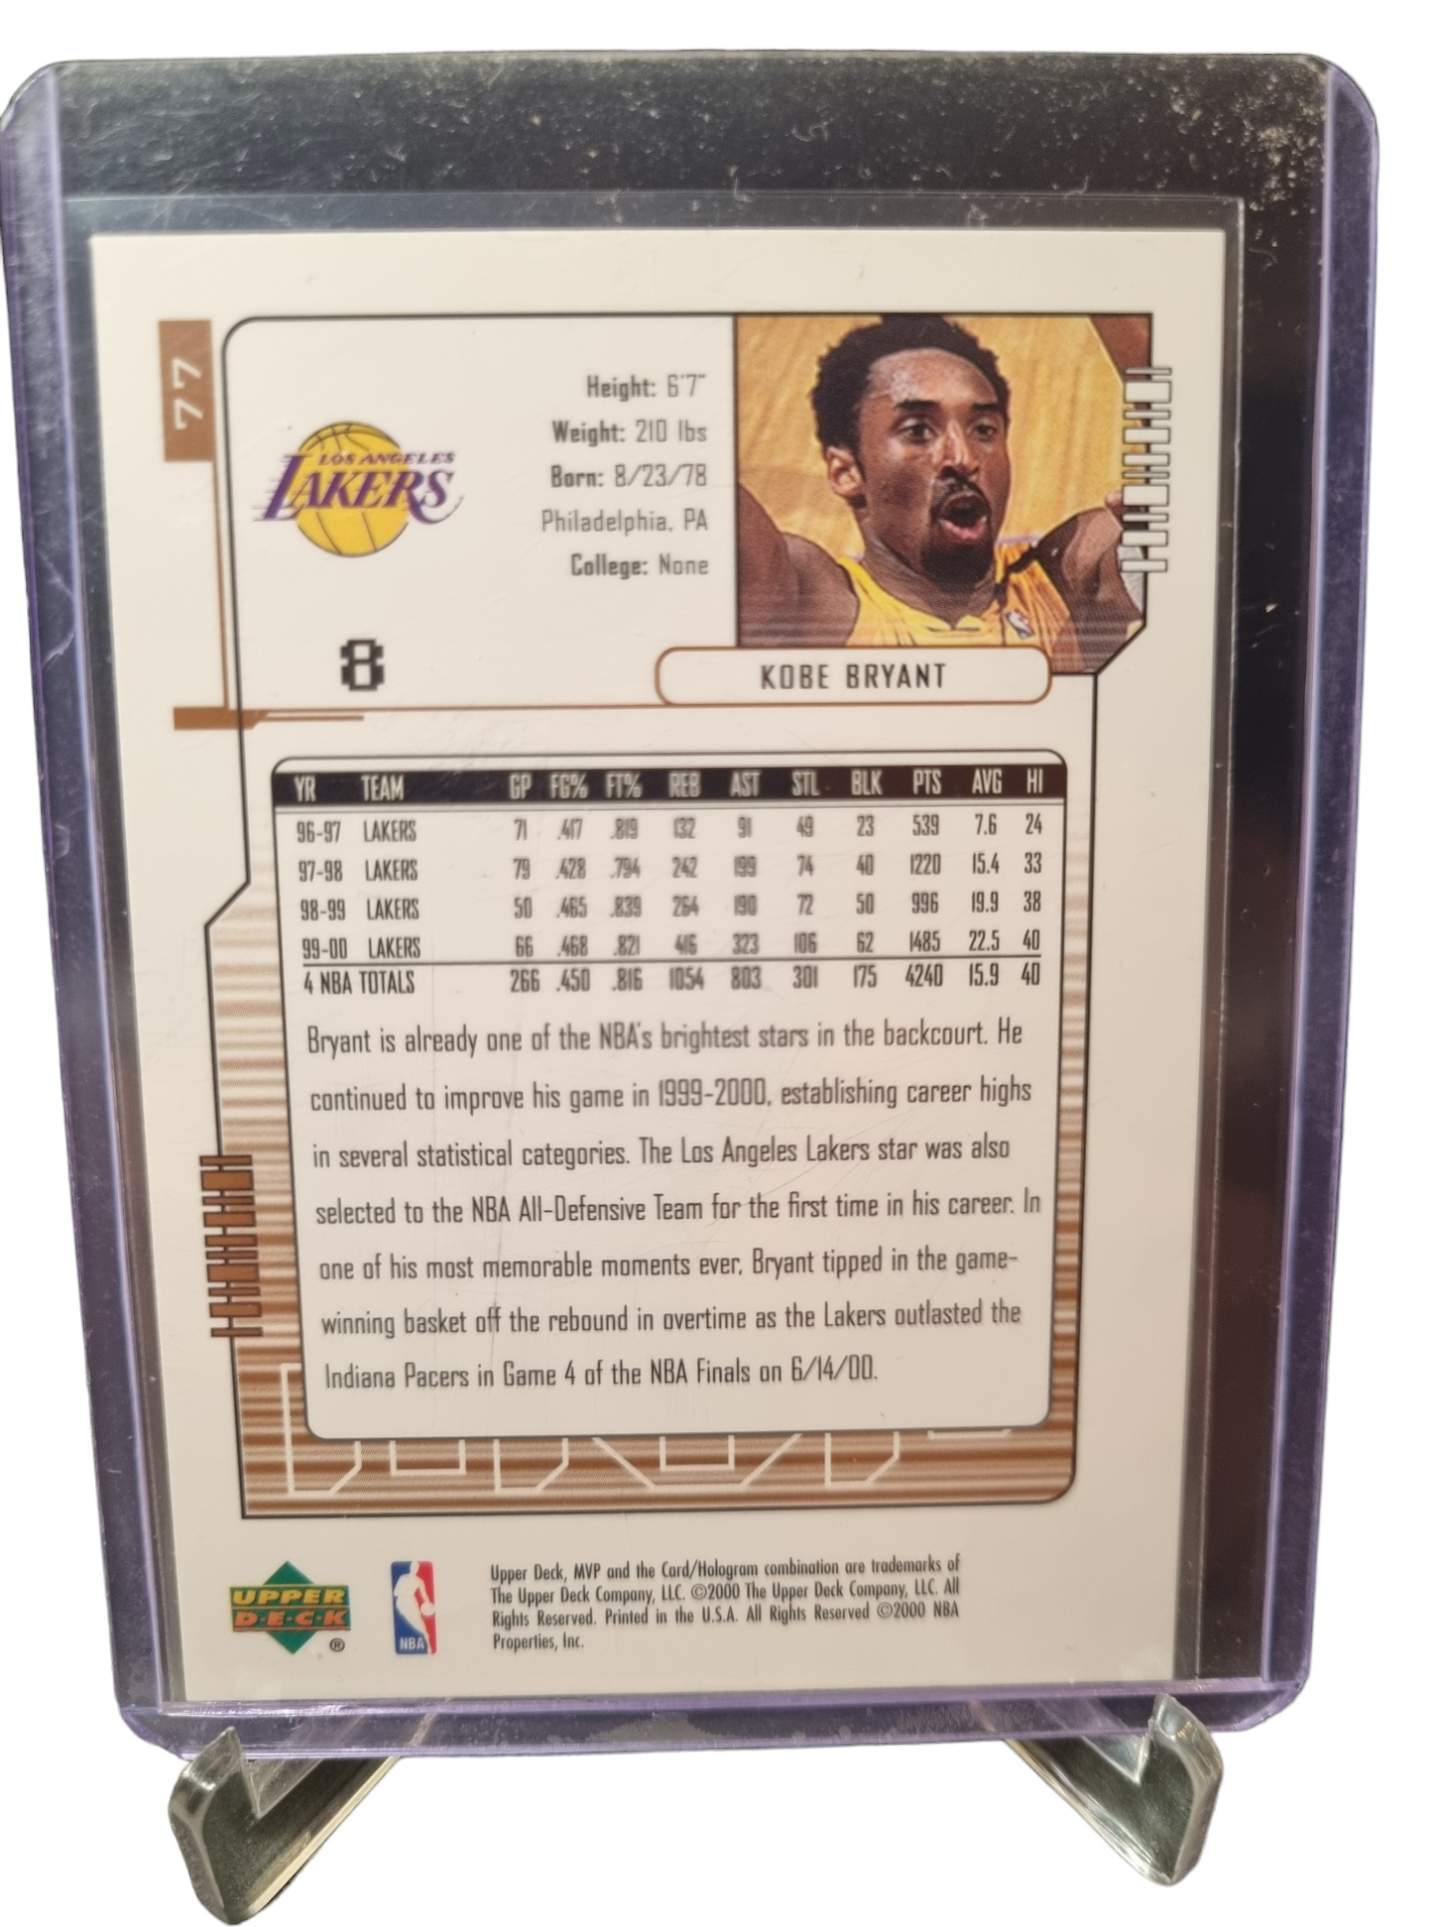 77
LOS ANGELES
LAKERS
Height: 6'7"
Weight: 210 lbs
Born: 8/23/78
Philadelphia, PA
College: None
8
KOBE BRYANT
YR TEAM GP FG% FT% REB AST STL BLK PTS AVG HI
96-97 LAKERS 71 .417 .819 132 91 49 23 539 7.6 24
97-98 LAKERS 79 .428 .794 242 199 74 40 1220 15.4 33
98-99 LAKERS 50 .465 .839 264 190 72 50 996 19.9 38
99-00 LAKERS 66 .468 .821 416 323 106 62 1485 22.5 40
4 NBA TOTALS 266 .450 .816 1054 803 301 175 4240 15.9 40
Bryant is already one of the NBA's brightest stars in the backcourt. He
continued to improve his game in 1999-2000, establishing career highs
in several statistical categories. The Los Angeles Lakers star was also
selected to the NBA All-Defensive Team for the first time in his career. In
one of his most memorable moments ever, Bryant tipped in the game-
winning basket off the rebound in overtime as the Lakers outlasted the
Indiana Pacers in Game 4 of the NBA Finals on 6/14/00.
UPPER
D·E·C·K
®
NBA
Upper Deck, MVP and the Card/Hologram combination are trademarks of
The Upper Deck Company, LLC. ©2000 The Upper Deck Company, LLC. All
Rights Reserved. Printed in the U.S.A. All Rights Reserved ©2000 NBA
Properties, Inc.